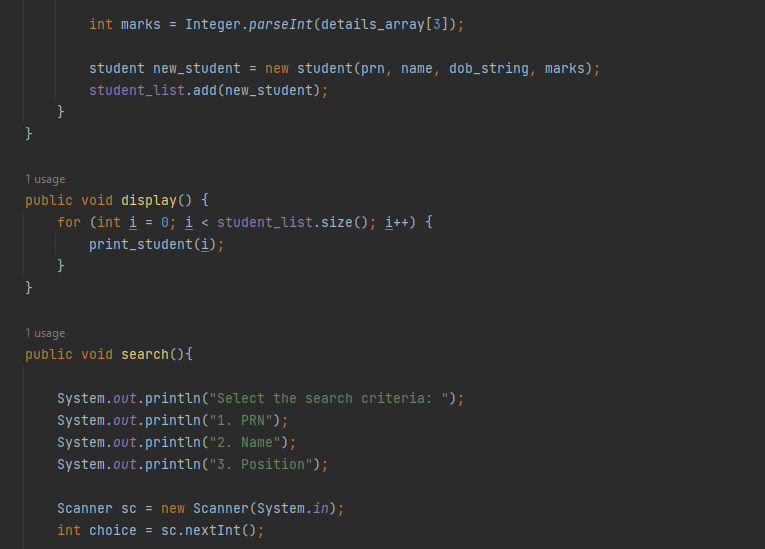 int marks = Integer.parseInt(details_array[3]);
student new_student = new student(prn, name, dob_string, marks);
student_list.add(new_student);
}
}
1 usage
public void display() {
for (int i = 0; i < student_list.size(); i++) {
print_student(i);
}
}
1 usage
public void search(){
System.out.println("Select the search criteria: ");
System.out.println("1. PRN");
System.out.println("2. Name");
System.out.println("3. Position");
Scanner sc = new Scanner(System.in);
int choice = sc.nextInt();